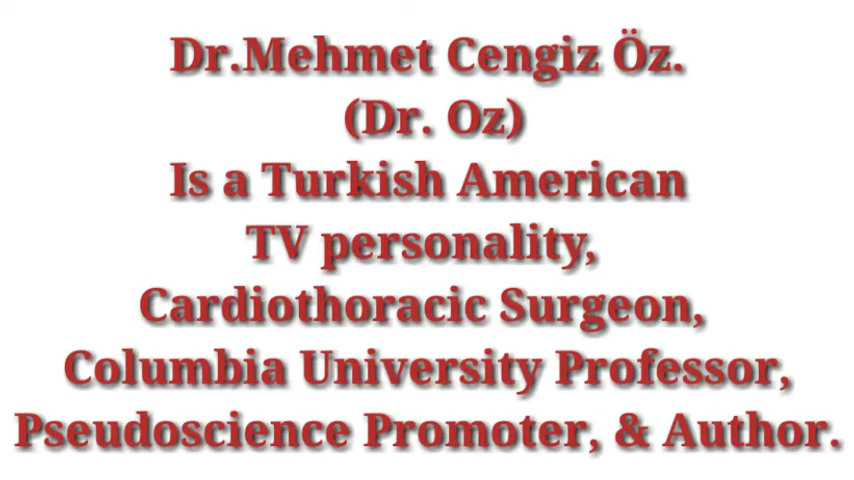 Dr.Mehmet Cengiz Öz.
(Dr. Oz)
Is a Turkish American
TV personality,
Cardiothoracic Surgeon,
Columbia University Professor,
Pseudoscience Promoter, & Author.